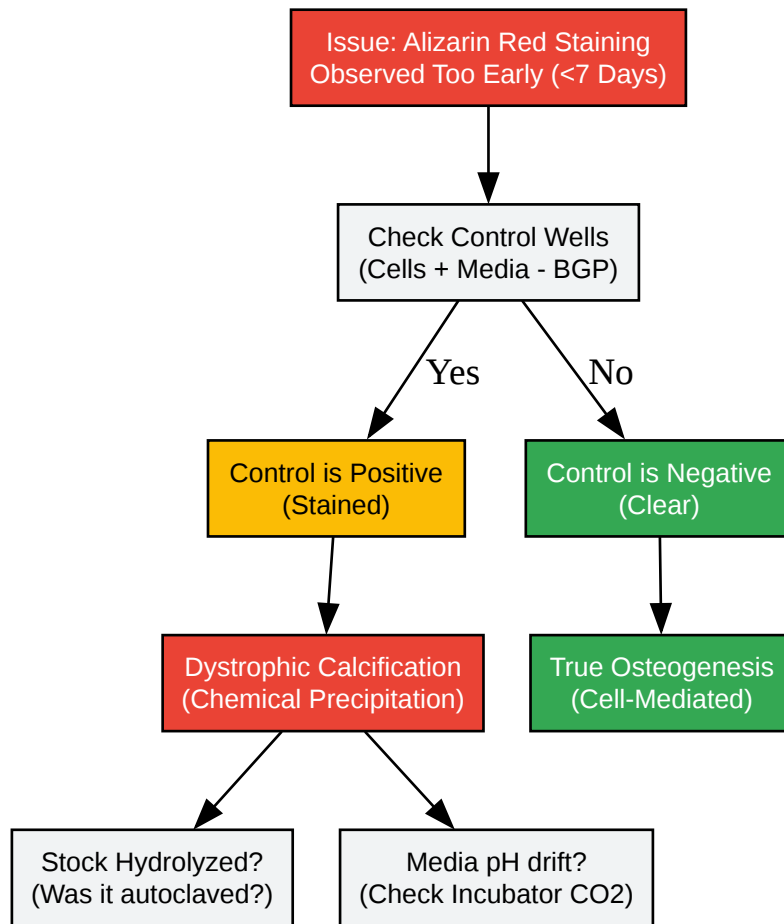 Issue: Alizarin Red Staining
Observed Too Early (<7 Days)
Check Control Wells
(Cells + Media - BGP)
Yes
No
Control is Positive
(Stained)
Control is Negative
(Clear)
Dystrophic Calcification
(Chemical Precipitation)
True Osteogenesis
(Cell-Mediated)
Stock Hydrolyzed?
(Was it autoclaved?)
Media pH drift?
(Check Incubator CO2)